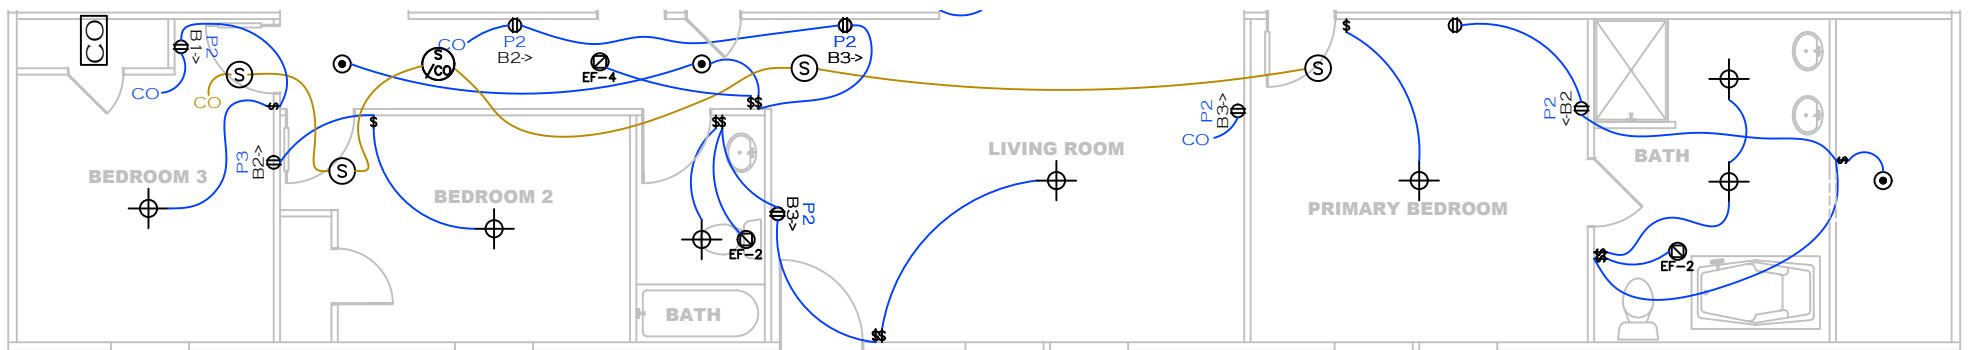 CO
P2
B1->
CO
CO
S
BEDROOM 3
P3
B2->
$
S
$
BEDROOM 2
S
/CO
CO
P2
B2->
EF-4
$$
$$
EF-2
BATH
P2
B3->
S
P2
B3->
$$
LIVING ROOM
P2
B3->
CO
S
$
PRIMARY BEDROOM
P2
<-B2
BATH
$
$$
EF-2